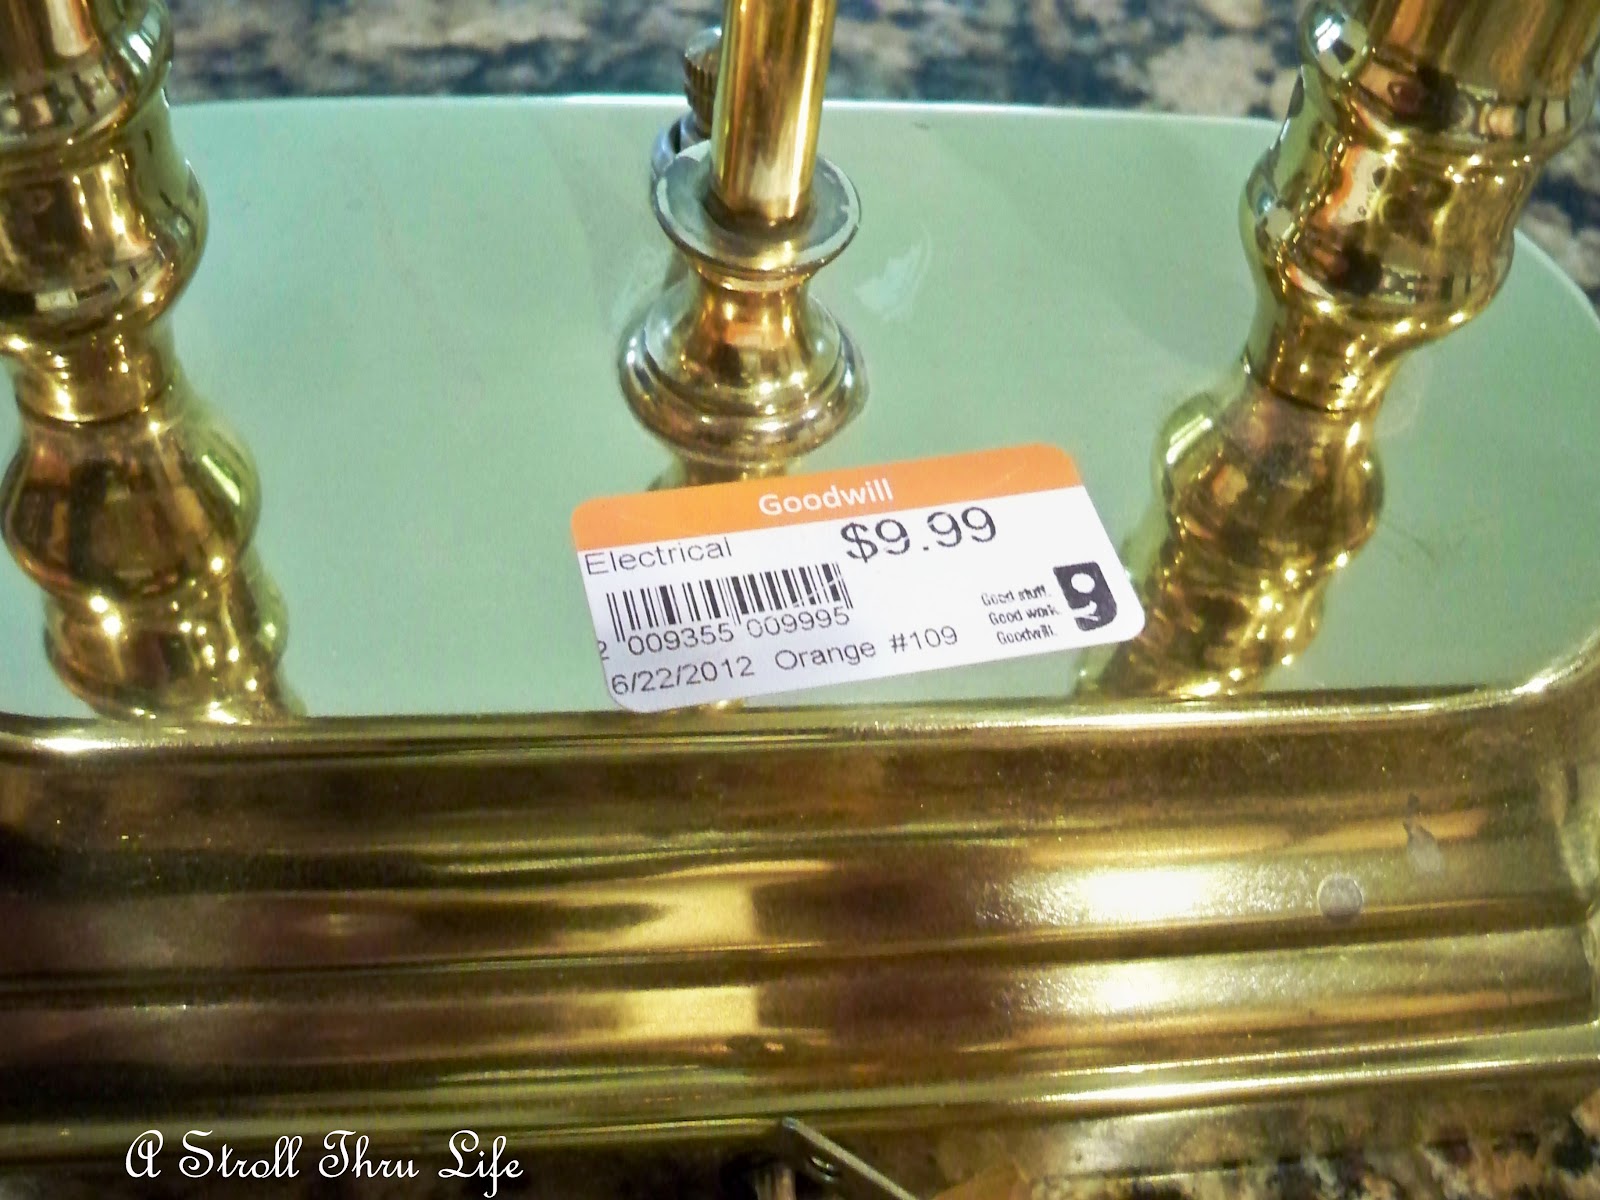 Goodwill
Electrical $9.99
2 009355 009995
6/22/2012 Orange #109
Good stuff.
Good work.
Goodwill.
A Stroll Thru Life